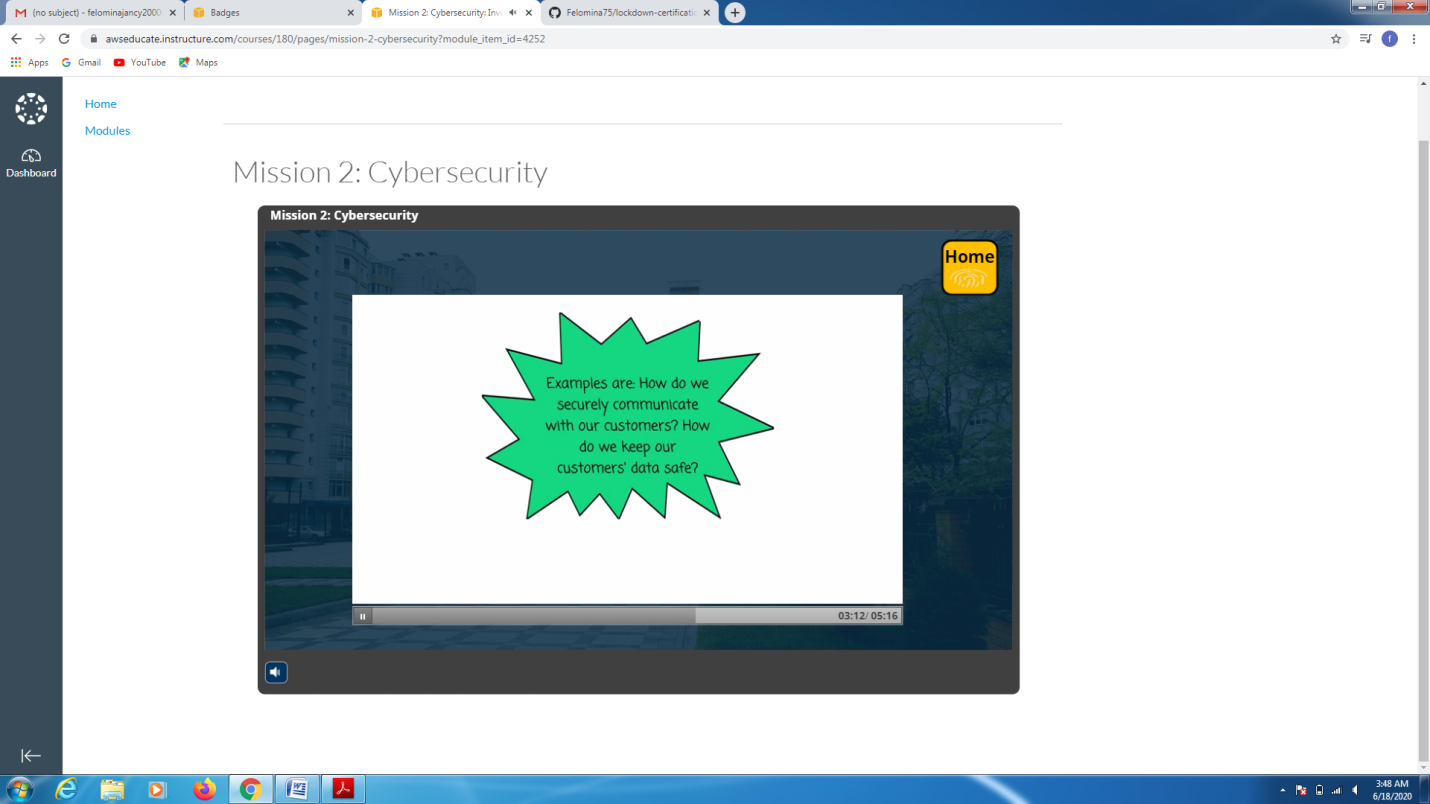 (no subject) - felominajancy2000
Badges
Mission 2: Cybersecurity: Inv
Felomina75/lockdown-certificatio
awseducate.instructure.com/courses/180/pages/mission-2-cybersecurity?module_item_id=4252
f
Apps
Gmail
YouTube
Maps
Home
Modules
Dashboard
Mission 2: Cybersecurity
Mission 2: Cybersecurity
Home
Examples are: How do we
securely communicate
with our customers? How
do we keep our
customers' data safe?
03:12/ 05:16
3:48 AM
6/18/2020